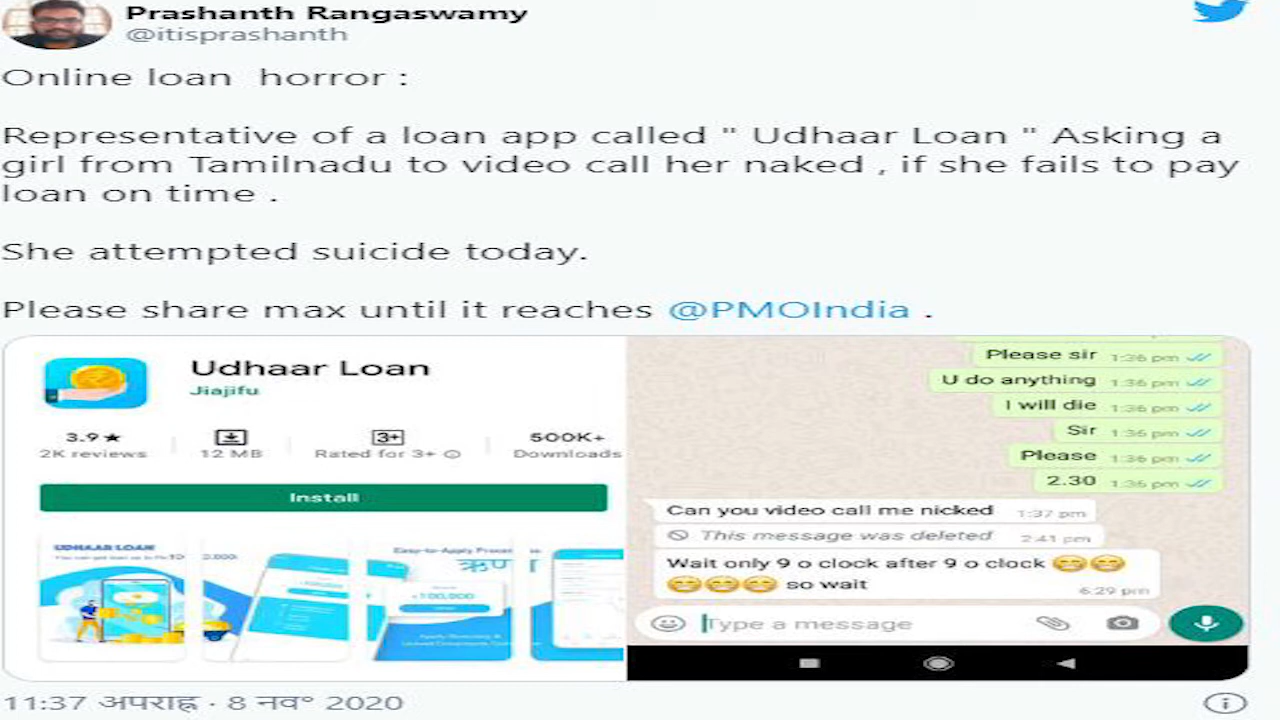 Prashanth Rangaswamy
@itisprashanth
Online loan horror :
Representative of a loan app called " Udhaar Loan " Asking a
girl from Tamilnadu to video call her naked , if she fails to pay
loan on time .
She attempted suicide today.
Please share max until it reaches @PMOIndia .
Udhaar Loan
Jiajifu
3.9★
2K reviews
12 MB
3+
Rated for 3+
500K+
Downloads
Install
UDHAAR LOAN
Easy-to-Apply
ऋण
Please sir 1:36 pm
U do anything 1:36 pm
I will die 1:36 pm
Sir 1:36 pm
Please 1:36 pm
2.30 1:36 pm
Can you video call me nicked 1:37 pm
This message was deleted 2:41 pm
Wait only 9 o clock after 9 o clock 😁😁
😁😁😁 so wait 6:29 pm
Type a message
11:37 अपराह्न · 8 नव॰ 2020